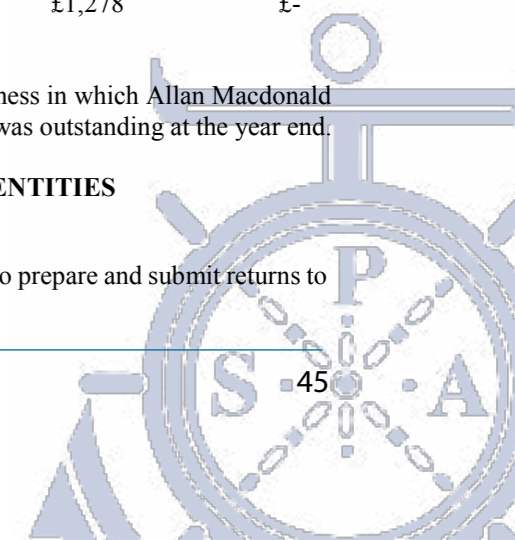 £1,278 £-
ness in which Allan Macdonald
was outstanding at the year end.
ENTITIES
o prepare and submit returns to
P
S A
45